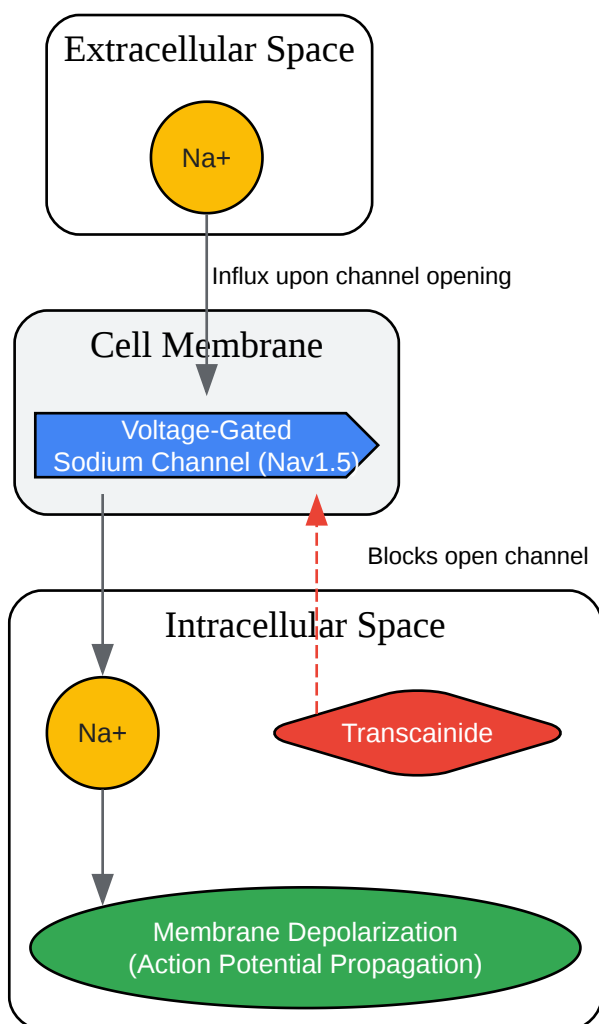 Extracellular Space
Na+
Influx upon channel opening
Cell Membrane
Voltage-Gated
Sodium Channel (Nav1.5)
Blocks open channel
Intracellular Space
Na+
Transcainide
Membrane Depolarization
(Action Potential Propagation)